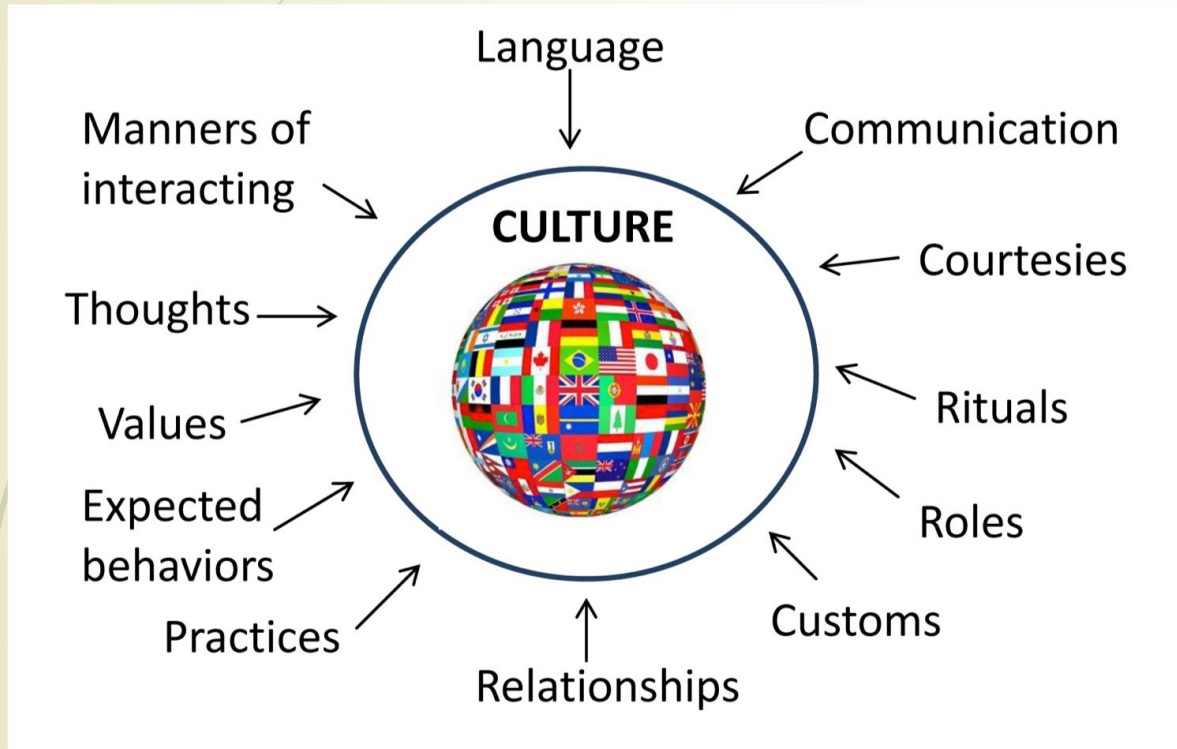 Language
Manners of
interacting
Communication
CULTURE
Courtesies
Thoughts
Values
Rituals
Expected
behaviors
Roles
Practices
Customs
Relationships